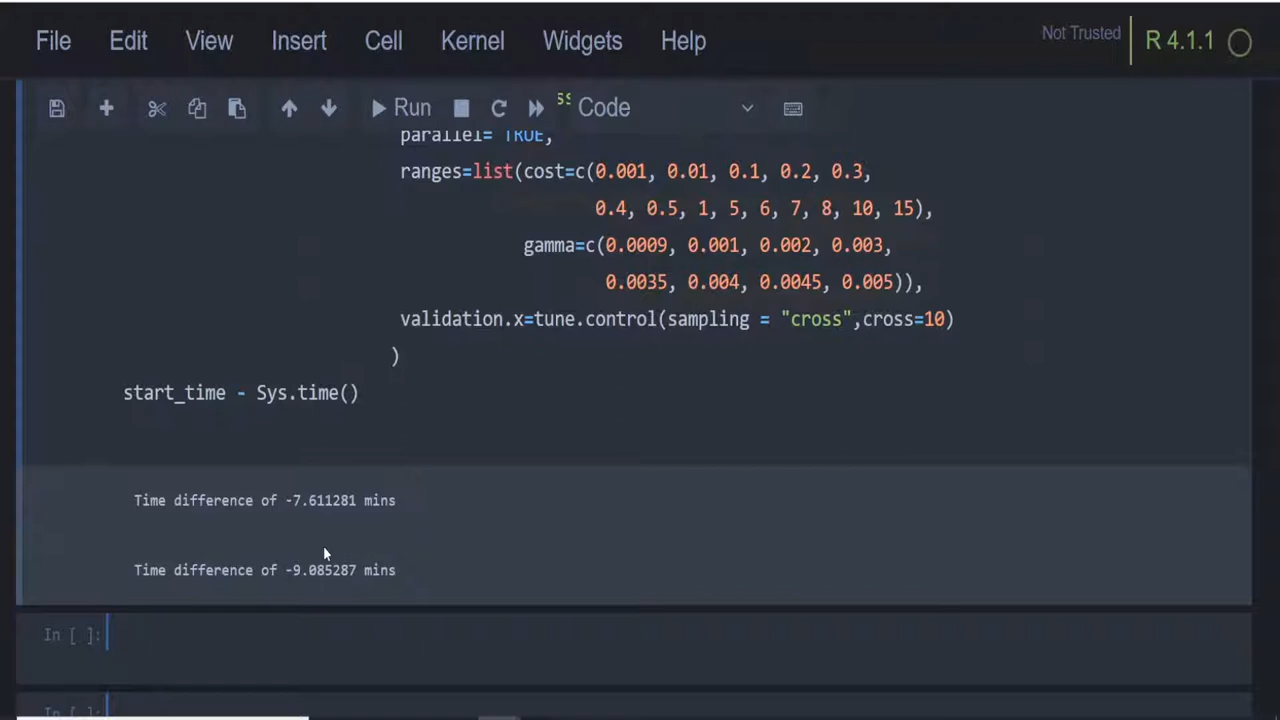 File Edit View Insert Cell Kernel Widgets Help Not Trusted R 4.1.1
Run Code
parallel= TRUE,
ranges=list(cost=c(0.001, 0.01, 0.1, 0.2, 0.3,
0.4, 0.5, 1, 5, 6, 7, 8, 10, 15),
gamma=c(0.0009, 0.001, 0.002, 0.003,
0.0035, 0.004, 0.0045, 0.005)),
validation.x=tune.control(sampling = "cross",cross=10)
)
start_time - Sys.time()
Time difference of -7.611281 mins
Time difference of -9.085287 mins
In [ ]:
In [ ]: